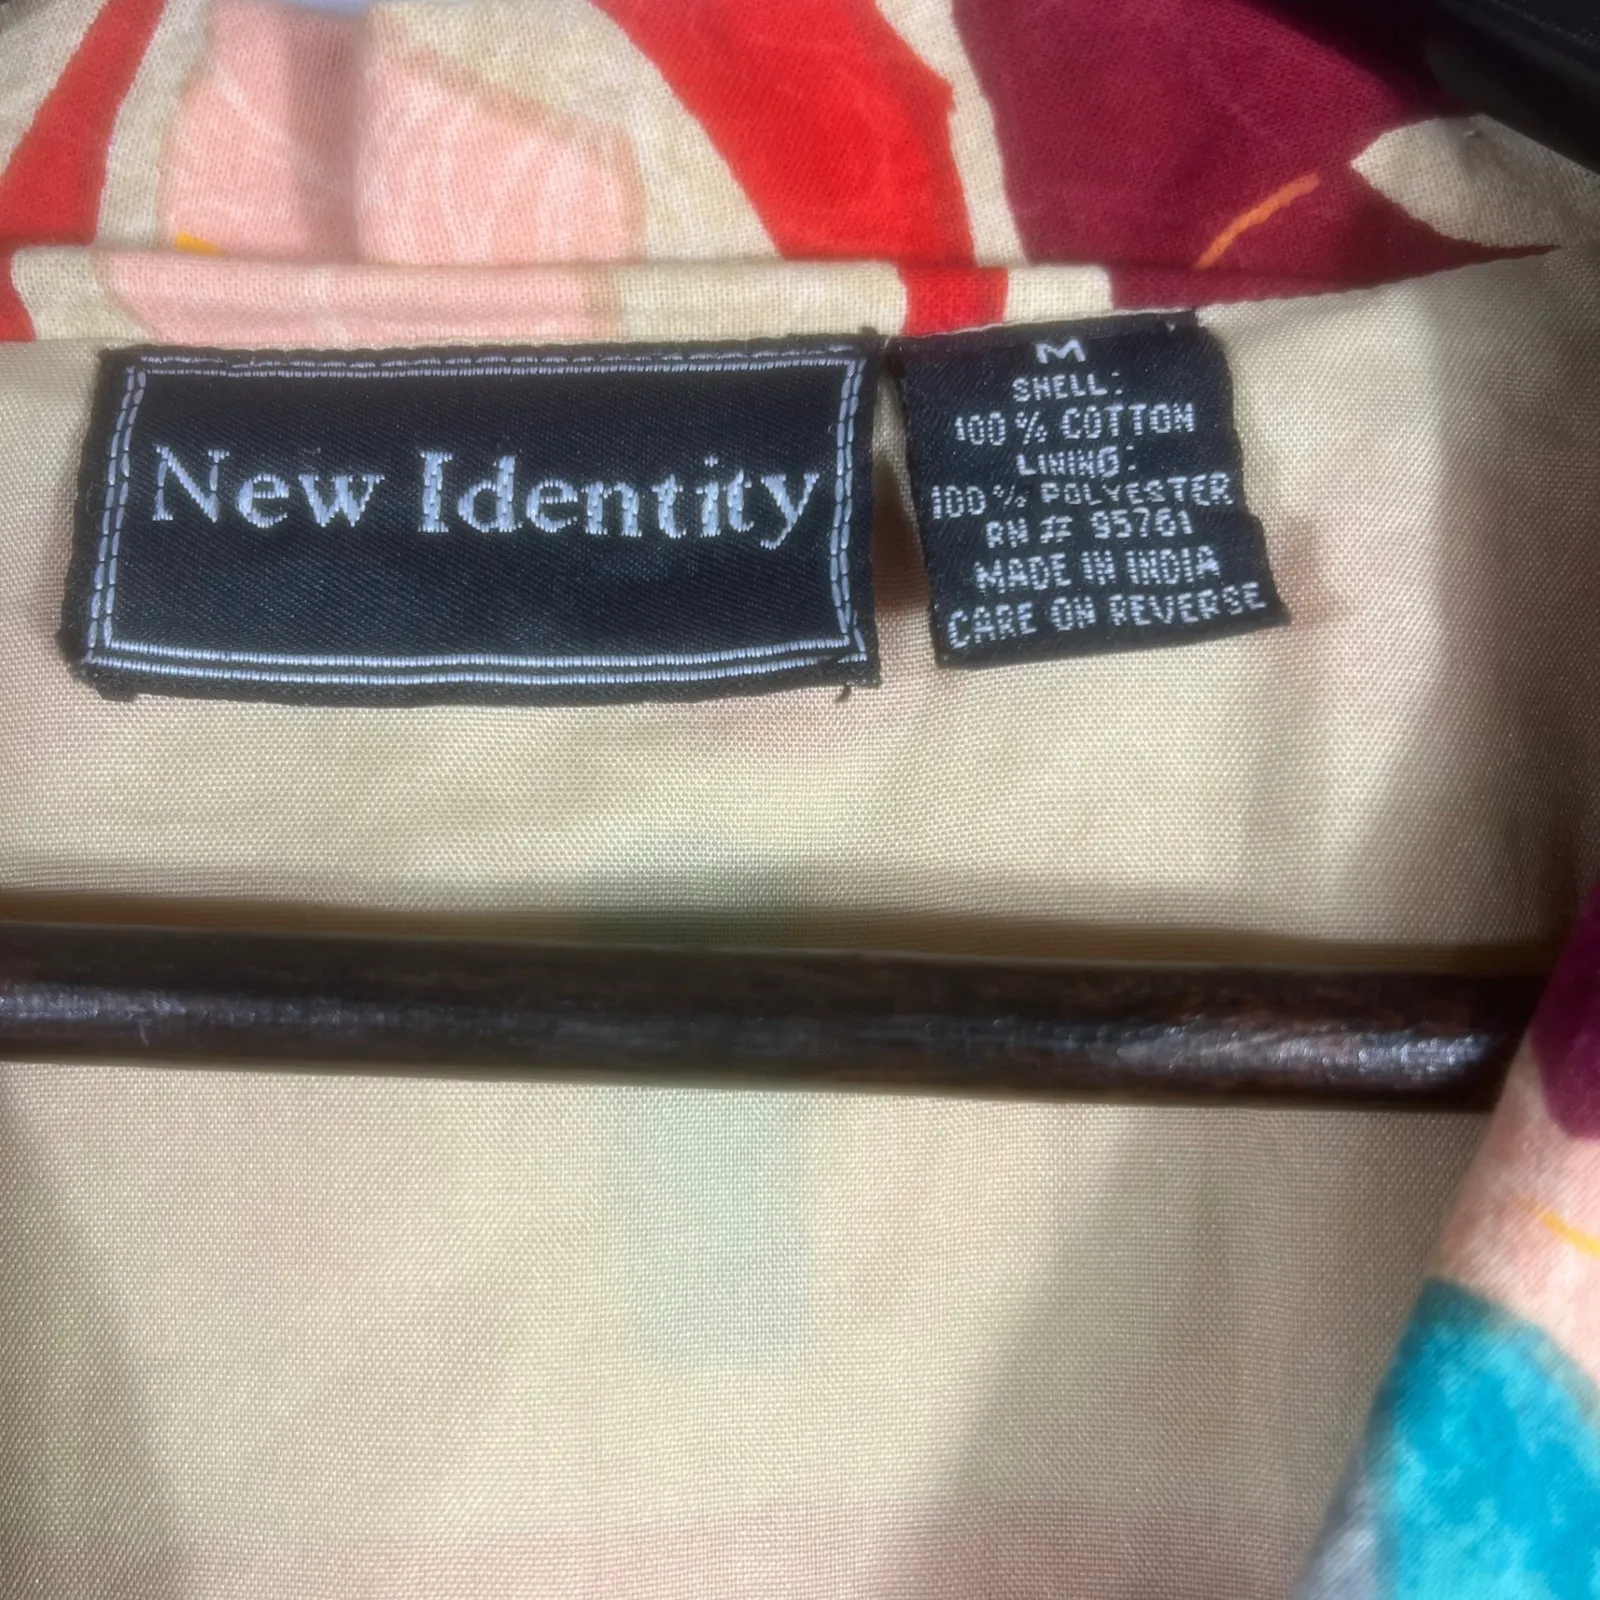 New Identity
M
SHELL:
100% COTTON
LINING:
100% POLYESTER
RN # 95761
MADE IN INDIA
CARE ON REVERSE